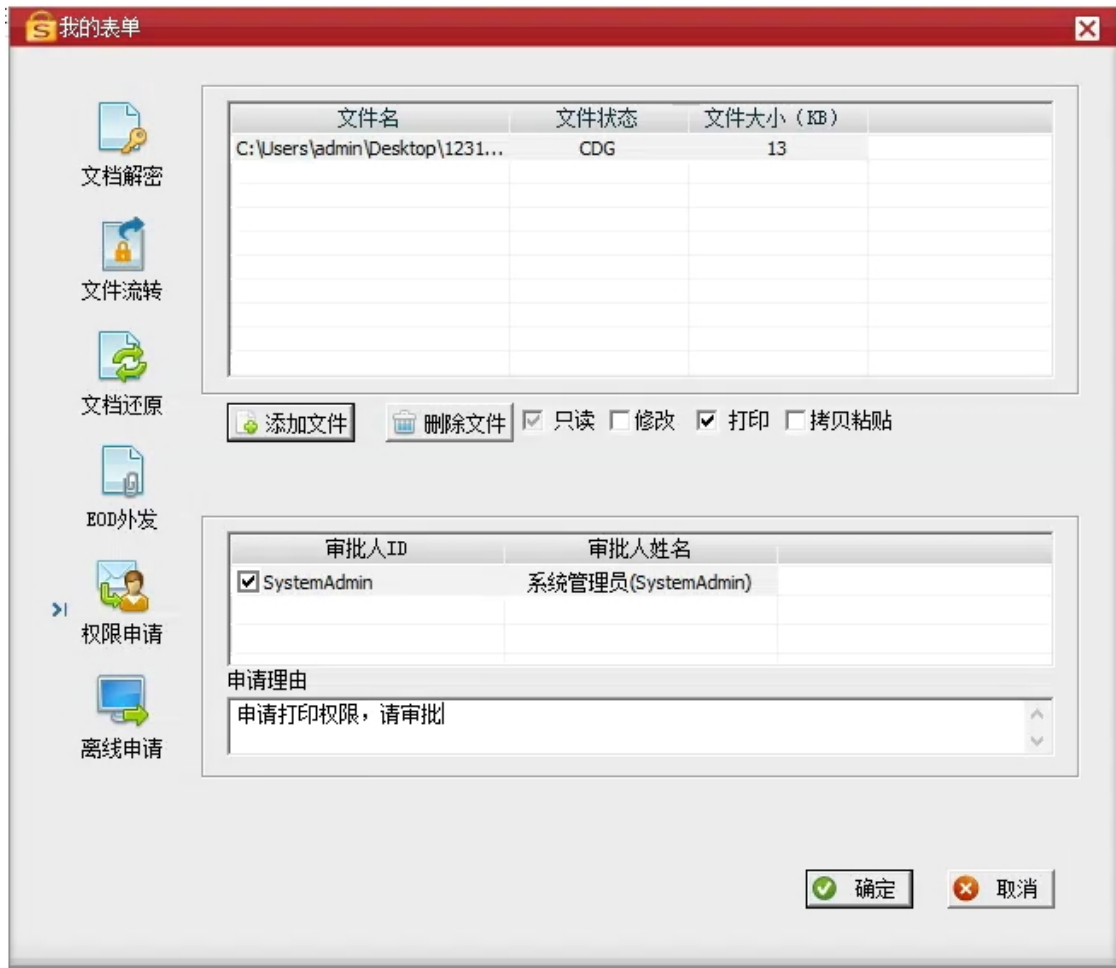 我的表单
文档解密
文件流转
文档还原
EOD外发
权限申请
离线申请
文件名 文件状态 文件大小（KB）
C:\Users\admin\Desktop\1231... CDG 13
添加文件 删除文件 只读 修改 打印 拷贝粘贴
审批人ID 审批人姓名
SystemAdmin 系统管理员(SystemAdmin)
申请理由
申请打印权限，请审批
确定 取消